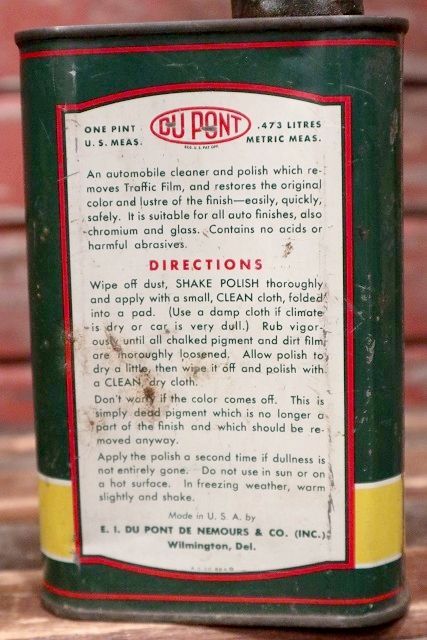 ONE PINT DU PONT .473 LITRES
U. S. MEAS. REG. U.S. PAT. OFF. METRIC MEAS.
An automobile cleaner and polish which re-
moves Traffic Film, and restores the original
color and lustre of the finish—easily, quickly,
safely. It is suitable for all auto finishes, also
chromium and glass. Contains no acids or
harmful abrasives.
DIRECTIONS
Wipe off dust, SHAKE POLISH thoroughly
and apply with a small, CLEAN cloth, folded
into a pad. (Use a damp cloth if climate
is dry or car is very dull.) Rub vigor-
ously until all chalked pigment and dirt film
are thoroughly loosened. Allow polish to
dry a little, then wipe it off and polish with
a CLEAN, dry cloth.
Don't worry if the color comes off. This is
simply dead pigment which is no longer a
part of the finish and which should be re-
moved anyway.
Apply the polish a second time if dullness is
not entirely gone. Do not use in sun or on
a hot surface. In freezing weather, warm
slightly and shake.
Made in U. S. A. by
E. I. DU PONT DE NEMOURS & CO. (INC.),
Wilmington, Del.